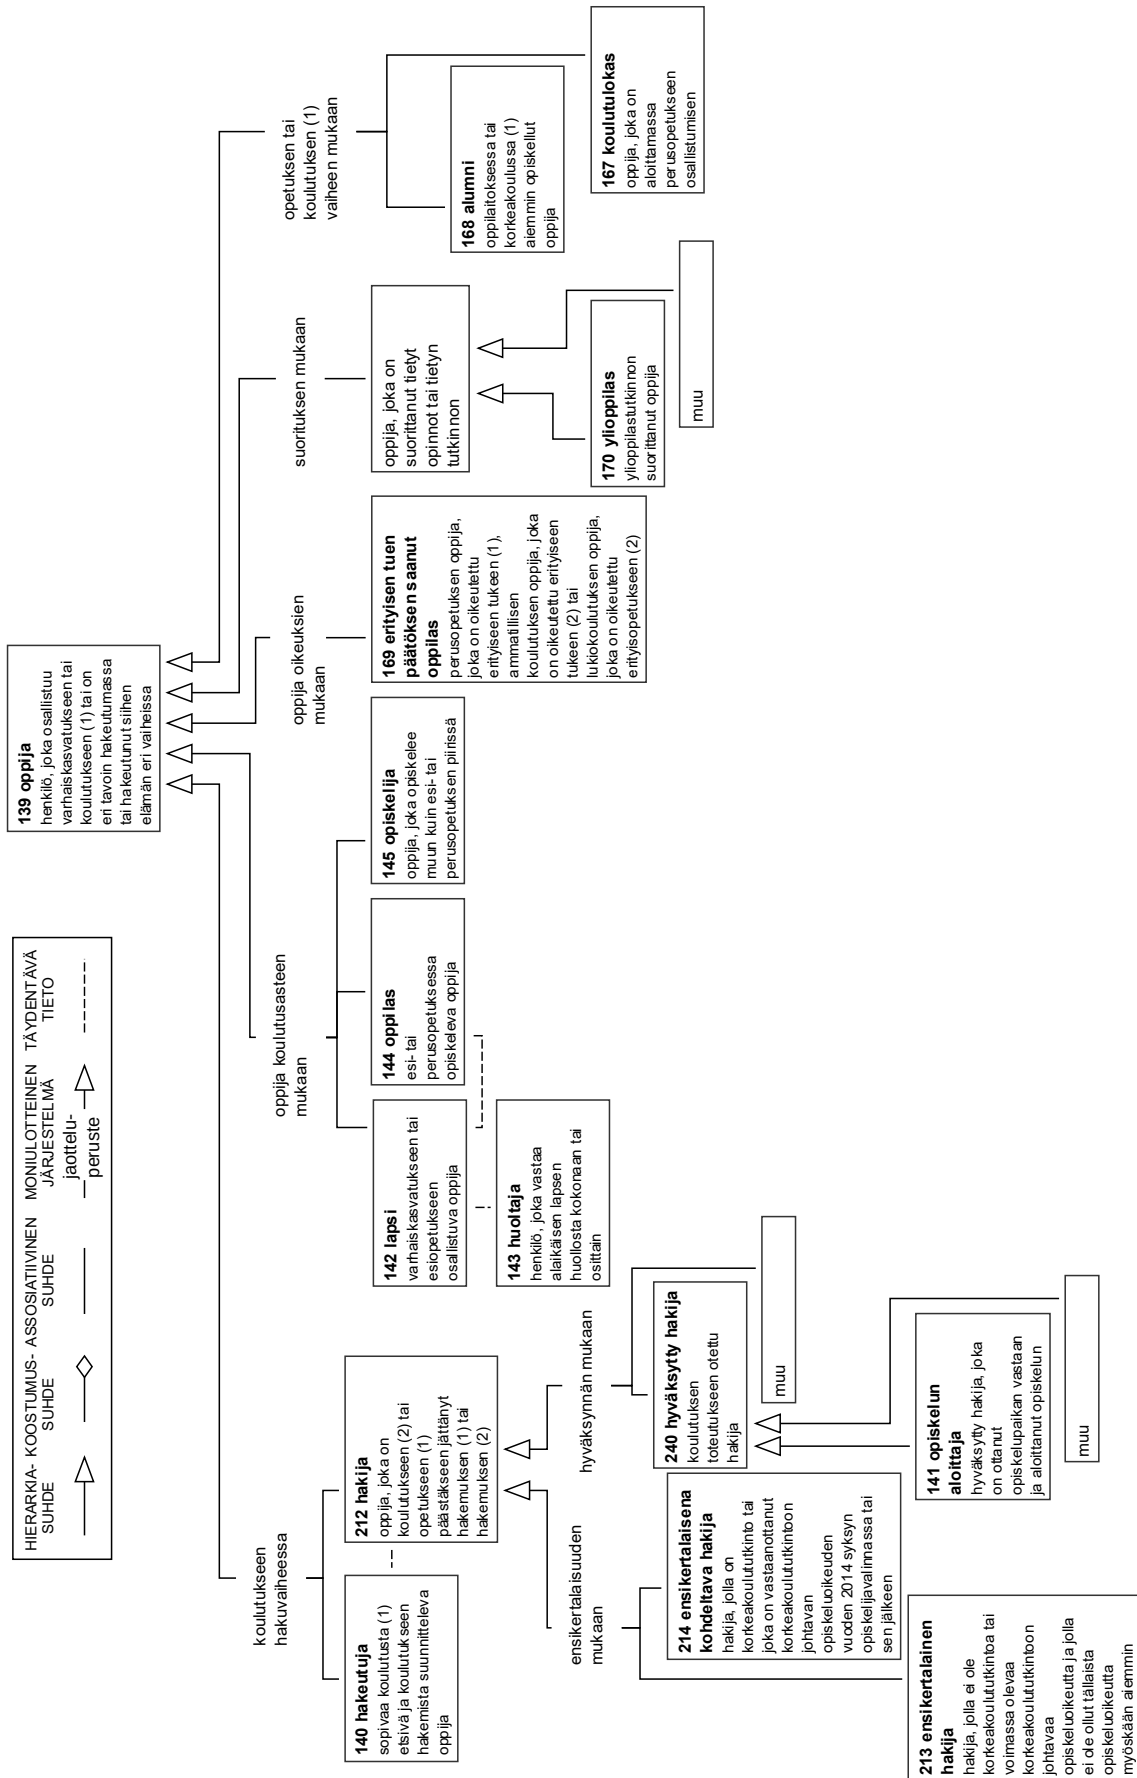 HIERARKIA-
SUHDE
KOOSTUMUS-
SUHDE
ASSOSIATIIVINEN
SUHDE
MONIULOTTEINEN
JÄRJESTELMÄ
jaottelu-
peruste
TÄYDENTÄVÄ
TIETO
139 oppija
henkilö, joka osallistuu
varhaiskasvatukseen tai
koulutukseen (1) tai on
eri tavoin hakeutumassa
tai hakeutunut siihen
elämän eri vaiheissa
koulutukseen
hakuvaiheessa
oppija koulutusasteen
mukaan
oppija oikeuksien
mukaan
suorituksen mukaan
opetuksen tai
koulutuksen (1)
vaiheen mukaan
140 hakeutuja
sopivaa koulutusta (1)
etsivä ja koulutukseen
hakemista suunnitteleva
oppija
212 hakija
oppija, joka on
koulutukseen (2) tai
opetukseen (1)
päästäkseen jättänyt
hakemuksen (1) tai
hakemuksen (2)
142 lapsi
varhaiskasvatukseen tai
esiopetukseen
osallistuva oppija
144 oppilas
esi- tai
perusopetuksessa
opiskeleva oppija
145 opiskelija
oppija, joka opiskelee
muun kuin esi- tai
perusopetuksen piirissä
143 huoltaja
henkilö, joka vastaa
alaikäisen lapsen
huollosta kokonaan tai
osittain
169 erityisen tuen
päätöksen saanut
oppilas
perusopetuksen oppija,
joka on oikeutettu
erityiseen tukeen (1),
ammatillisen
koulutuksen oppija, joka
on oikeutettu erityiseen
tukeen (2) tai
lukiokoulutuksen oppija,
joka on oikeutettu
erityisopetukseen (2)
oppija, joka on
suorittanut tietyt
opinnot tai tietyn
tutkinnon
170 ylioppilas
ylioppilastutkinnon
suorittanut oppija
muu
168 alumni
oppilaitoksessa tai
korkeakoulussa (1)
aiemmin opiskellut
oppija
167 koulutulokas
oppija, joka on
aloittamassa
perusopetukseen
osallistumisen
ensikertalaisuuden
mukaan
hyväksynnän mukaan
214 ensikertalaisena
kohdeltava hakija
hakija, jolla on
korkeakoulututkinto tai
joka on vastaanottanut
korkeakoulututkintoon
johtavan
opiskeluoikeuden
vuoden 2014 syksyn
opiskelijavalinnassa tai
sen jälkeen
240 hyväksytty hakija
koulutuksen
toteutukseen otettu
hakija
muu
213 ensikertalainen
hakija
hakija, jolla ei ole
korkeakoulututkintoa tai
voimassa olevaa
korkeakoulututkintoon
johtavaa
opiskeluoikeutta ja jolla
ei ole ollut tällaista
opiskeluoikeutta
myöskään aiemmin
141 opiskelun
aloittaja
hyväksytty hakija, joka
on ottanut
opiskelupaikan vastaan
ja aloittanut opiskelun
muu